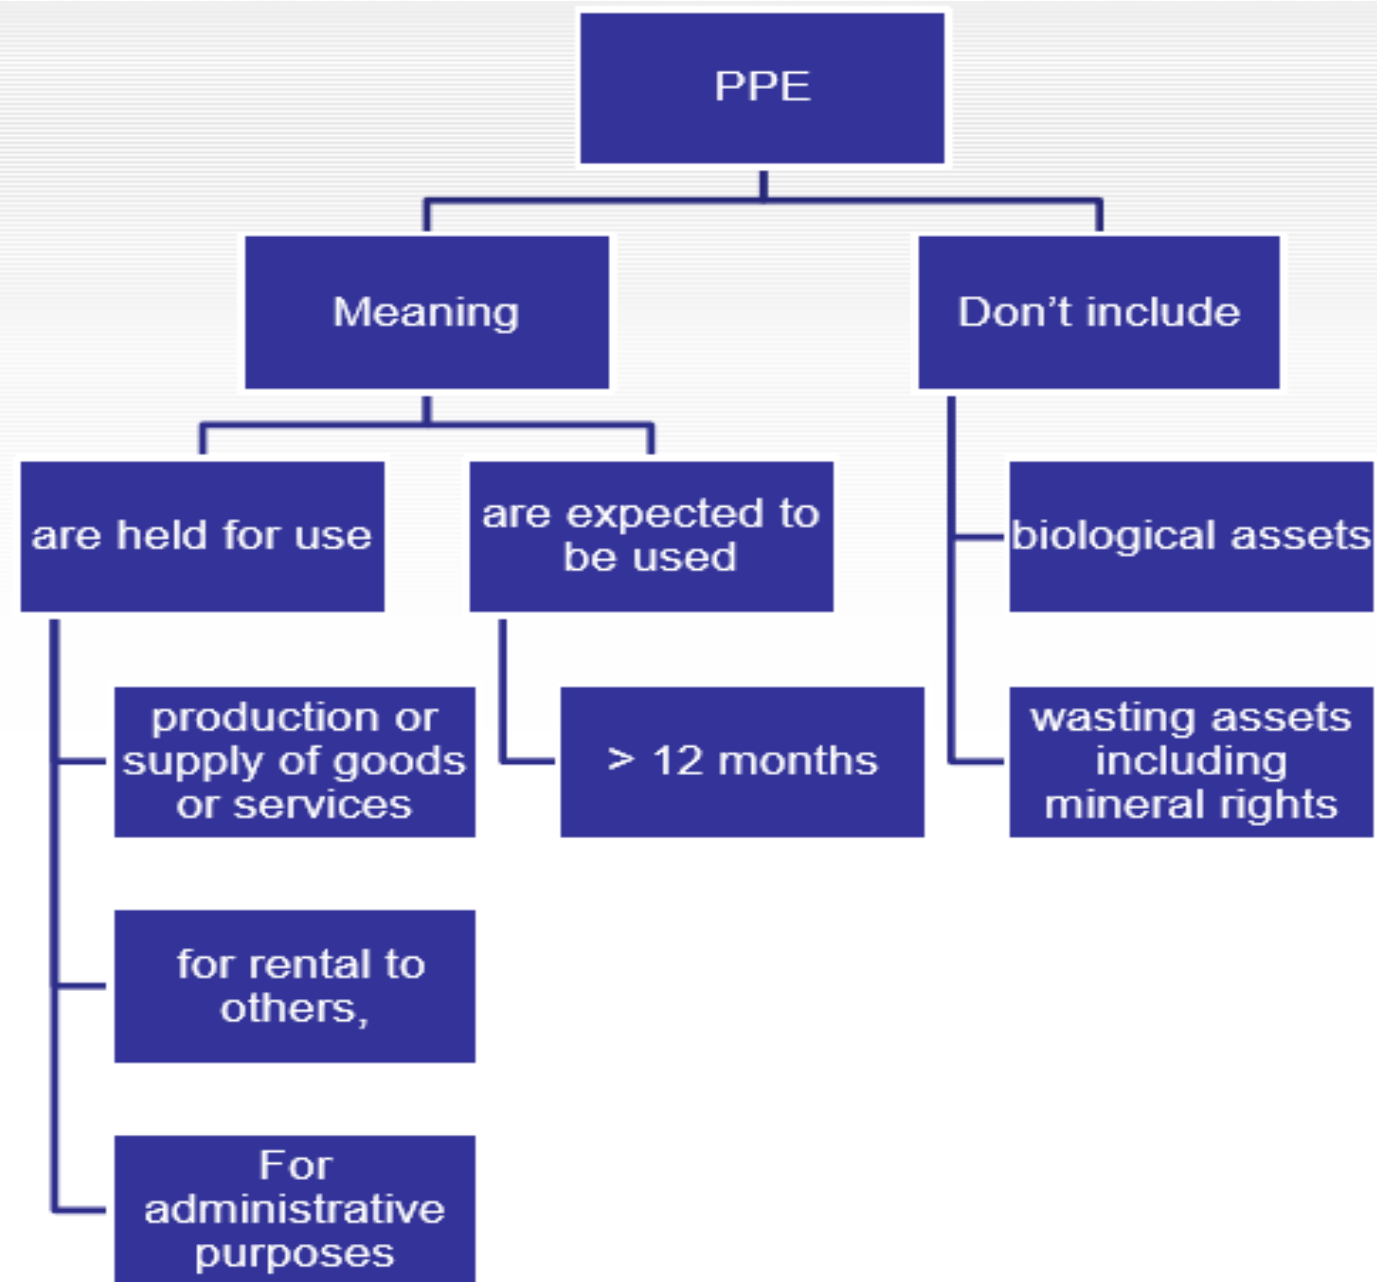 PPE
Meaning
Don’t include
are held for use
are expected to
be used
biological assets
production or
supply of goods
or services
> 12 months
wasting assets
including
mineral rights
for rental to
others,
For
administrative
purposes